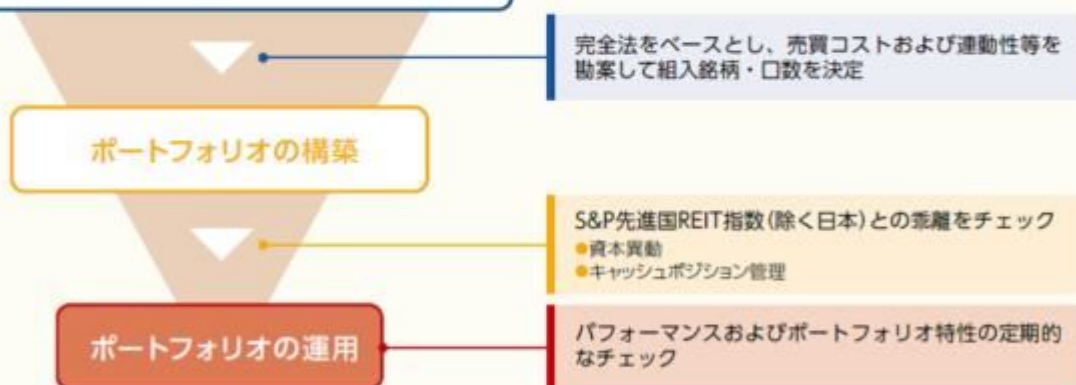 完全法をベースとし、売買コストおよび連動性等を
勘案して組入銘柄・口数を決定
ポートフォリオの構築
S&P先進国REIT指数(除く日本)との乖離をチェック
●資本異動
●キャッシュポジション管理
ポートフォリオの運用
パフォーマンスおよびポートフォリオ特性の定期的
なチェック